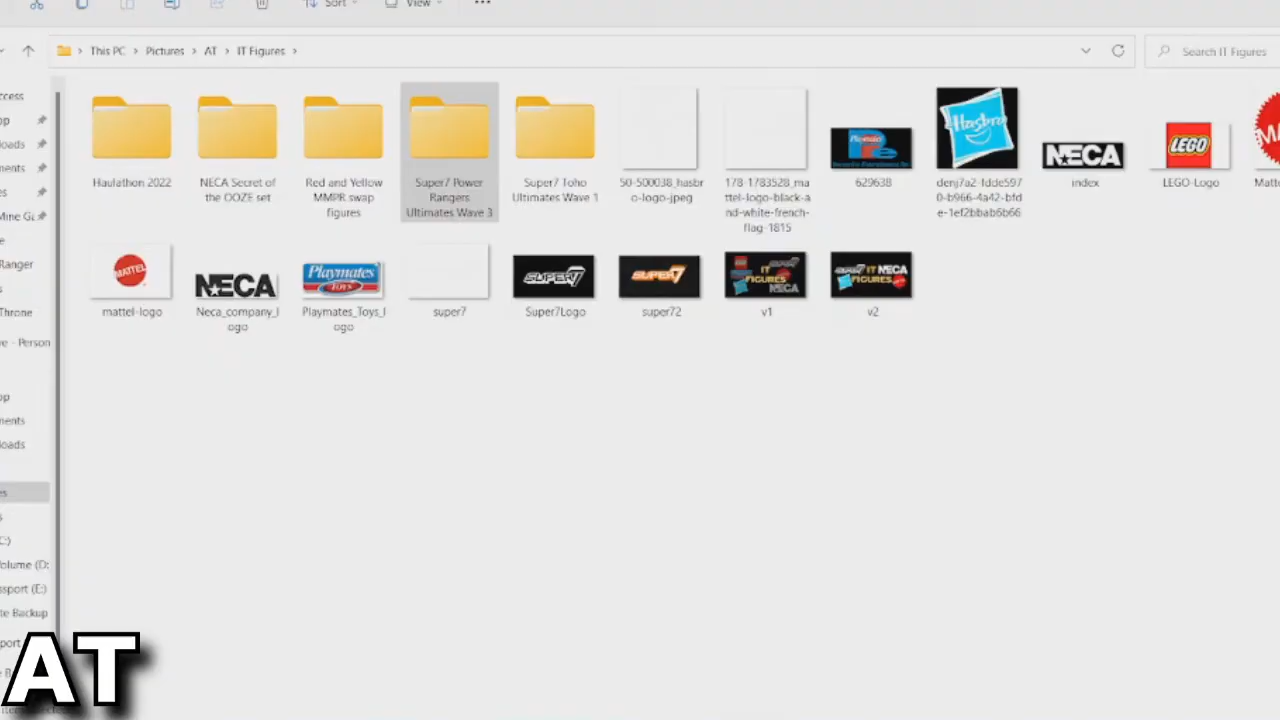 Sort
View
This PC
Pictures
AT
IT Figures
Search IT Figures
Haulathon 2022
NECA Secret of
the OOZE set
Red and Yellow
MMPR swap
figures
Super7 Power
Rangers
Ultimates Wave 3
Super7 Toho
Ultimates Wave 1
50-500038_hasbr
o-logo-jpeg
178-1783528_ma
ttel-logo-black-a
nd-white-french-
flag-1815
629638
Hasbro
denj7a2-fdde597
0-b966-4a42-bfd
e-1ef2bbab6b66
NECA
index
LEGO
LEGO-Logo
MATTEL
mattel-logo
NECA
Neca_company_l
ogo
Playmates
TOYS
Playmates_Toys_l
ogo
super7
SUPER7
Super7Logo
SUPER7
super72
IT
FIGURES
NECA
v1
IT NECA
FIGURES
v2
AT